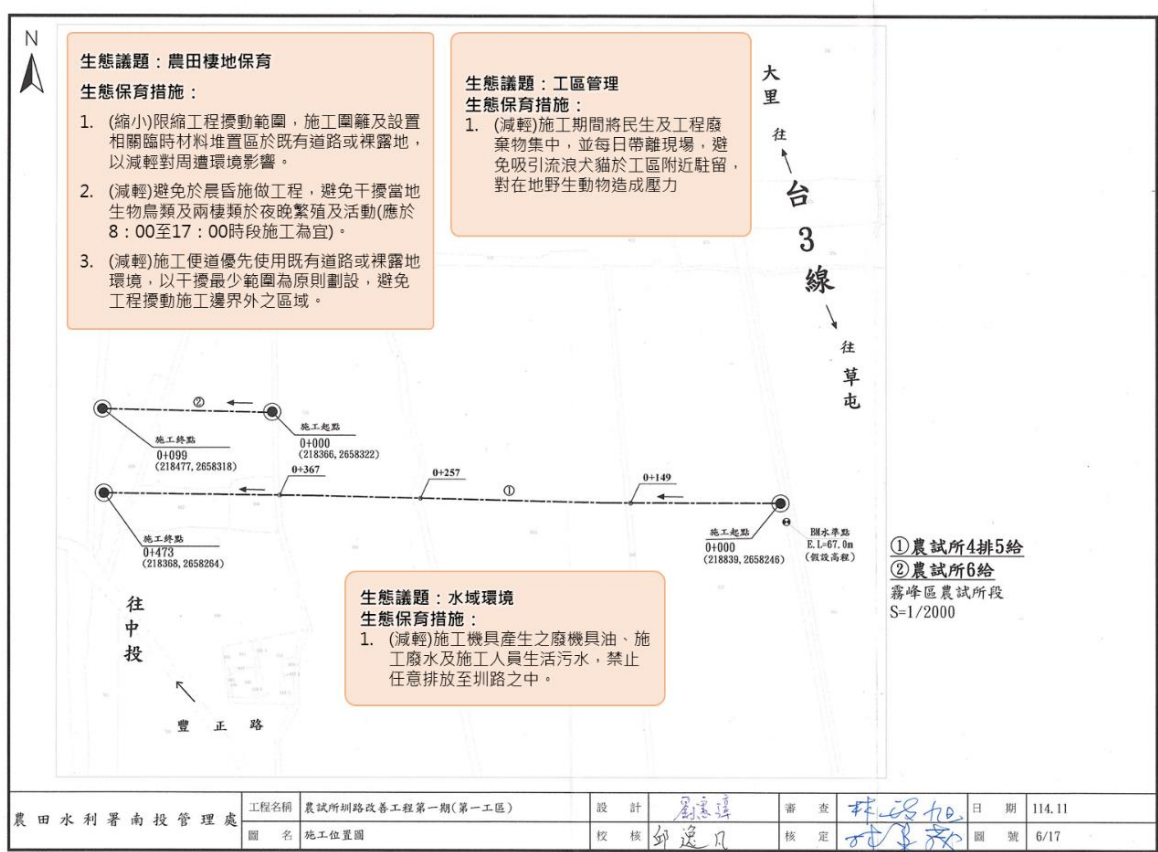 N
生態議題：農田棲地保育
生態保育措施：
1. (縮小)限縮工程擾動範圍，施工圍籬及設置
相關臨時材料堆置區於既有道路或裸露地，
以減輕對周遭環境影響。
2. (減輕)避免於晨昏施做工程，避免干擾當地
生物鳥類及兩棲類於夜晚繁殖及活動(應於
8：00至17：00時段施工為宜)。
3. (減輕)施工便道優先使用既有道路或裸露地
環境，以干擾最少範圍為原則劃設，避免
工程擾動施工邊界外之區域。
生態議題：工區管理
生態保育措施：
1. (減輕)施工期間將民生及工程廢
棄物集中，並每日帶離現場，避
免吸引流浪犬貓於工區附近駐留，
對在地野生動物造成壓力
大里
往
台3線
往
草屯
②
施工終點
0+099
(218477, 2658318)
施工起點
0+000
(218366, 2658322)
0+367
0+257
①
0+149
施工終點
0+473
(218368, 2658264)
施工起點
0+000
(218839, 2658246)
BM水準點
E.L=67.0m
(假設高程)
①農試所4排5給
②農試所6給
霧峰區農試所段
S=1/2000
生態議題：水域環境
生態保育措施：
1. (減輕)施工機具產生之廢機具油、施
工廢水及施工人員生活污水，禁止
任意排放至圳路之中。
往中投
豐正路
農田水利署南投管理處
工程名稱 農試所圳路改善工程第一期(第一工區)
圖名 施工位置圖
設計
校核 邱逸凡
審查
核定
日期 114.11
圖號 6/17